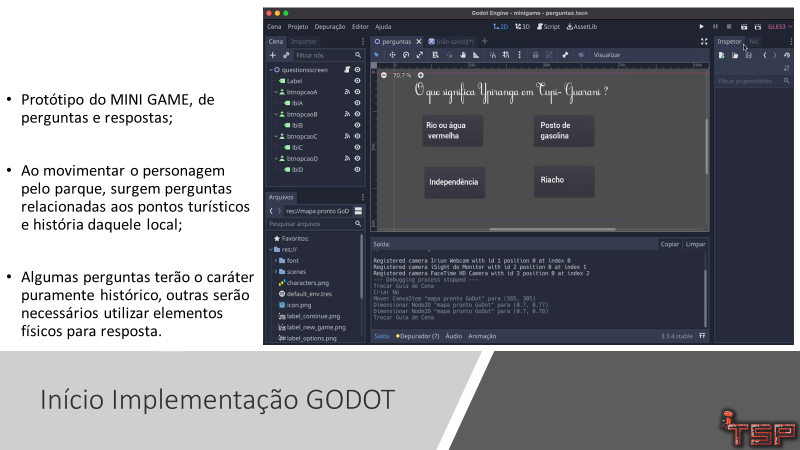 • Protótipo do MINI GAME, de
perguntas e respostas;
• Ao movimentar o personagem
pelo parque, surgem perguntas
relacionadas aos pontos turísticos
e história daquele local;
• Algumas perguntas terão o caráter
puramente histórico, outras serão
necessários utilizar elementos
físicos para resposta.
Godot Engine - minigame - perguntas.tscn
Cena Projeto Depuração Editor Ajuda
2D 3D Script AssetLib
GLES3
Cena Importar
Filtrar nós
questionsscreen
Label
btnopcaoA
lblA
btnopcaoB
lblB
btnopcaoC
lblC
btnopcaoD
lblD
Arquivos
res://mapa pronto GoD
Pesquisar arquivos
Favoritos:
res://
font
scenes
characters.png
default_env.tres
icon.png
label_continue.png
label_new_game.png
label_options.png
perguntas [não salvo](*)
Visualizar
70,7 %
O que significa Ypiranga em Tupi-Guarani ?
Rio ou água
vermelha
Posto de
gasolina
Independência
Riacho
Saída:
Copiar Limpar
Registered camera Iriun Webcam with id 1 position 0 at index 0
Registered camera iSight do Monitor with id 2 position 0 at index 1
Registered camera FaceTime HD Camera with id 3 position 0 at index 2
--- Debugging process stopped ---
Trocar Guia de Cena
Criar Nó
Mover CanvaItem "mapa pronto GoDot" para (565, 305)
Dimensionar Node2D "mapa pronto GoDot" para (0.7, 0.77)
Dimensionar Node2D "mapa pronto GoDot" para (0.7, 0.78)
Trocar Guia de Cena
Saída Depurador (7) Áudio Animação
3.3.4.stable
Inspetor Nó
Filtrar propriedades
Início Implementação GODOT
TSP